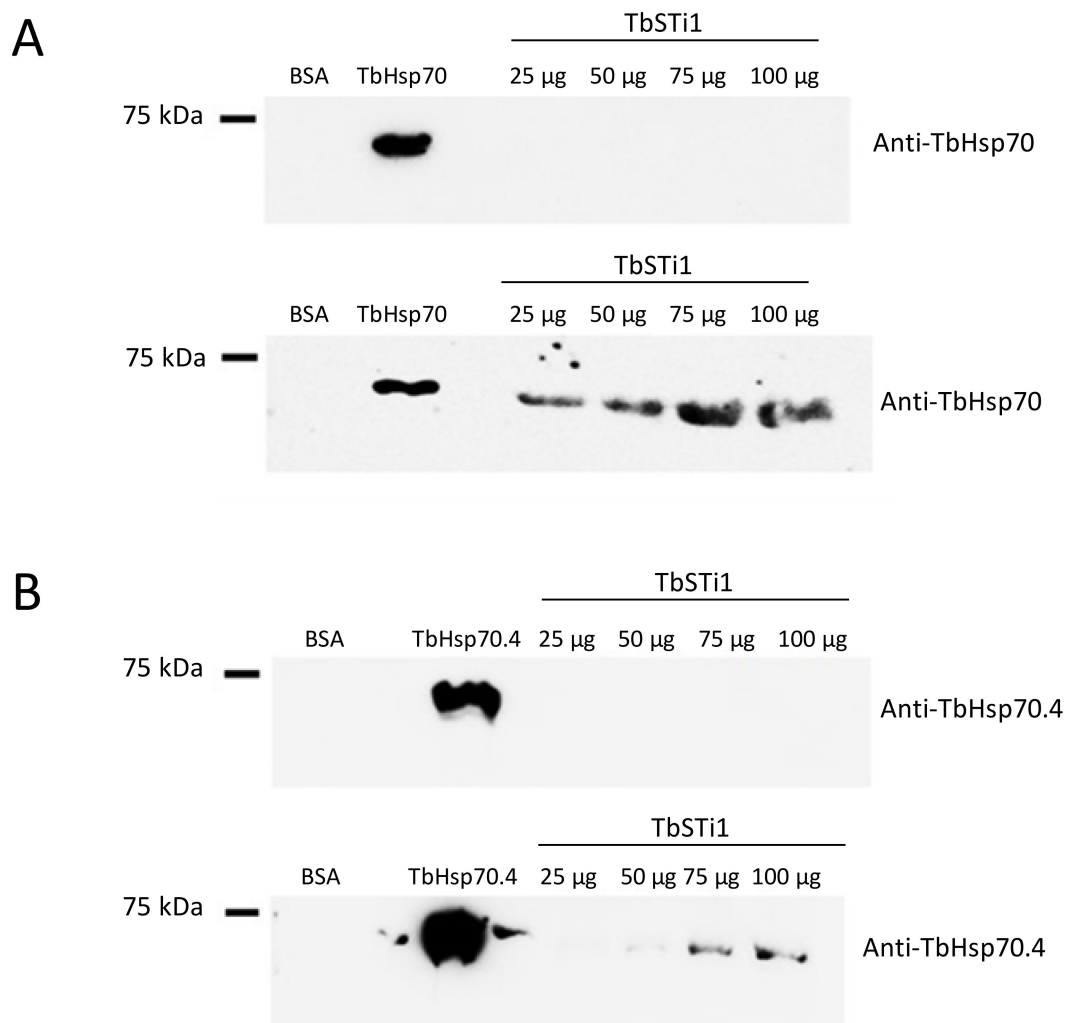 A
TbSTi1
BSA TbHsp70 25 µg 50 µg 75 µg 100 µg
75 kDa
Anti-TbHsp70
TbSTi1
BSA TbHsp70 25 µg 50 µg 75 µg 100 µg
75 kDa
Anti-TbHsp70
B
TbSTi1
BSA TbHsp70.4 25 µg 50 µg 75 µg 100 µg
75 kDa
Anti-TbHsp70.4
TbSTi1
BSA TbHsp70.4 25 µg 50 µg 75 µg 100 µg
75 kDa
Anti-TbHsp70.4